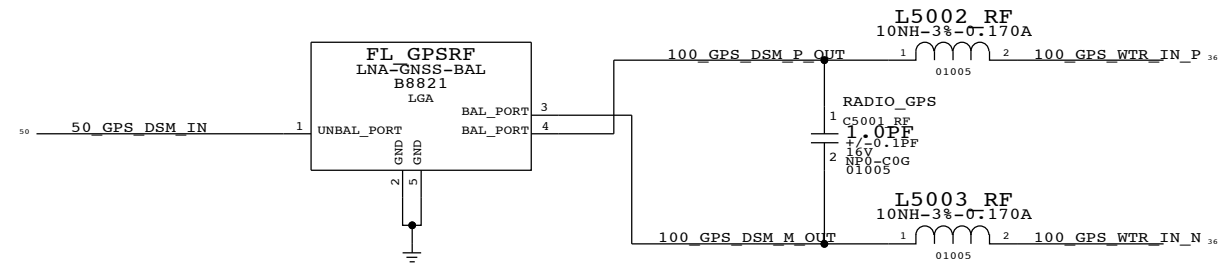 FL_GPSRF
LNA-GNSS-BAL
B8821
LGA
50
50_GPS_DSM_IN
1
UNBAL_PORT
BAL_PORT
3
BAL_PORT
4
GND
GND
2
5
100_GPS_DSM_P_OUT
L5002_RF
10NH-3%-0.170A
1
2
01005
100_GPS_WTR_IN_P
36
RADIO_GPS
1
C5001_RF
1.0PF
+/-0.1PF
16V
2
NP0-C0G
01005
100_GPS_DSM_M_OUT
L5003_RF
10NH-3%-0.170A
1
2
01005
100_GPS_WTR_IN_N
36